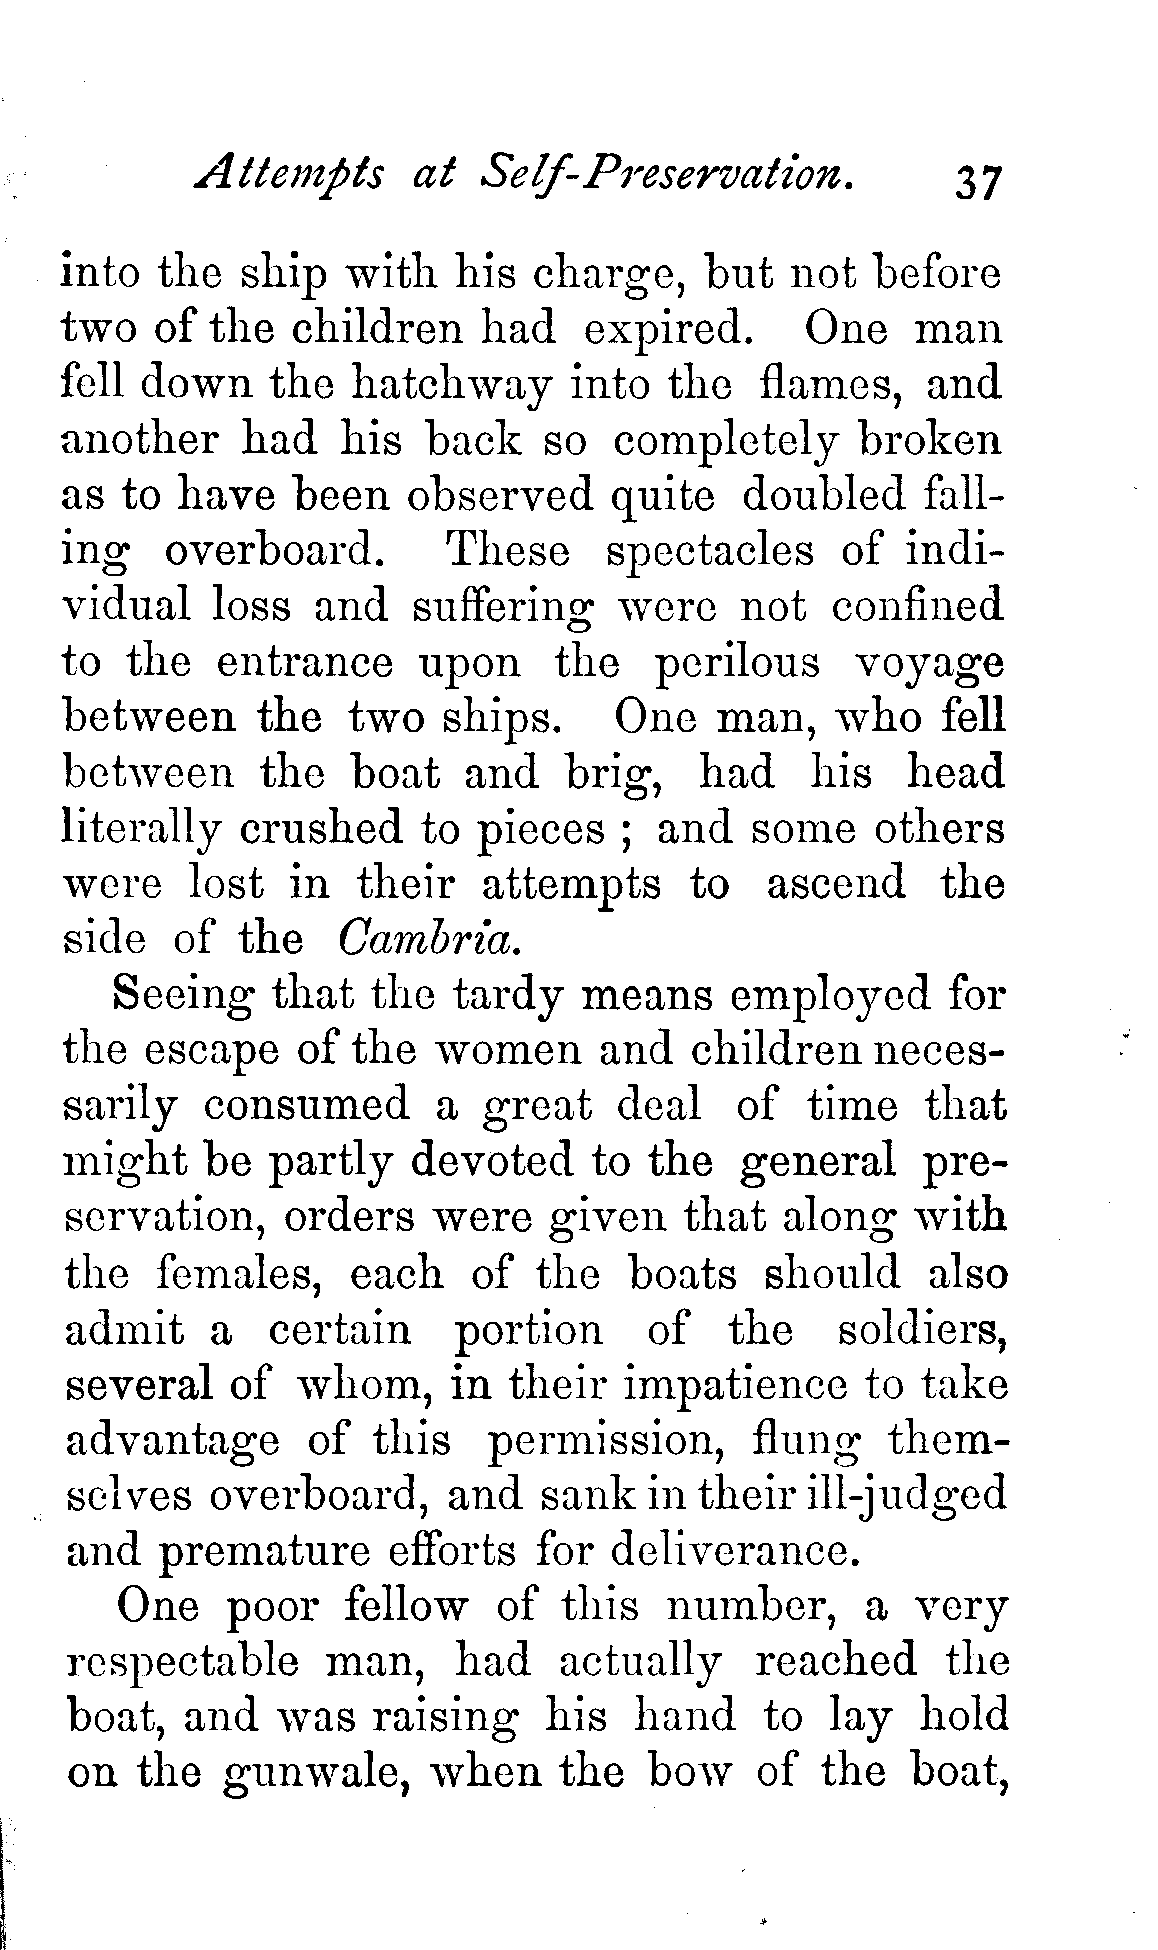 Attempts at Self-Preservation. 37
into the ship with his charge, but not before
two of the children had expired. One man
fell down the hatchway into the flames, and
another had his back so completely broken
as to have been observed quite doubled fall-
ing overboard. These spectacles of indi-
vidual loss and suffering were not confined
to the entrance upon the perilous voyage
between the two ships. One man, who fell
between the boat and brig, had his head
literally crushed to pieces ; and some others
were lost in their attempts to ascend the
side of the Cambria.
Seeing that the tardy means employed for
the escape of the women and children neces-
sarily consumed a great deal of time that
might be partly devoted to the general pre-
servation, orders were given that along with
the females, each of the boats should also
admit a certain portion of the soldiers,
several of whom, in their impatience to take
advantage of this permission, flung them-
selves overboard, and sank in their ill-judged
and premature efforts for deliverance.
One poor fellow of this number, a very
respectable man, had actually reached the
boat, and was raising his hand to lay hold
on the gunwale, when the bow of the boat,